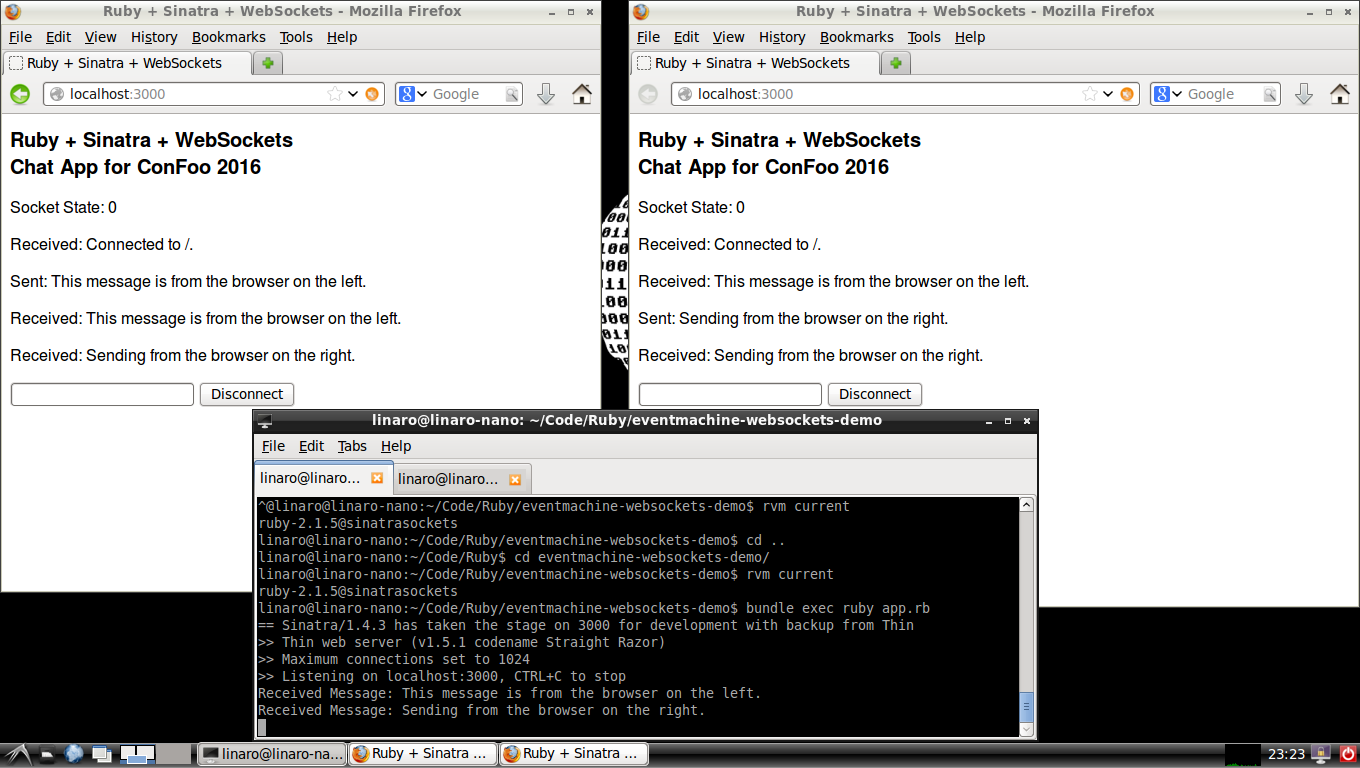 Ruby + Sinatra + WebSockets - Mozilla Firefox
File Edit View History Bookmarks Tools Help
Ruby + Sinatra + WebSockets
localhost:3000
Google
Ruby + Sinatra + WebSockets
Chat App for ConFoo 2016
Socket State: 0
Received: Connected to /.
Sent: This message is from the browser on the left.
Received: This message is from the browser on the left.
Received: Sending from the browser on the right.
Disconnect
Ruby + Sinatra + WebSockets - Mozilla Firefox
File Edit View History Bookmarks Tools Help
Ruby + Sinatra + WebSockets
localhost:3000
Google
Ruby + Sinatra + WebSockets
Chat App for ConFoo 2016
Socket State: 0
Received: Connected to /.
Received: This message is from the browser on the left.
Sent: Sending from the browser on the right.
Received: Sending from the browser on the right.
Disconnect
linaro@linaro-nano: ~/Code/Ruby/eventmachine-websockets-demo
File Edit Tabs Help
linaro@linaro... linaro@linaro...
^@linaro@linaro-nano:~/Code/Ruby/eventmachine-websockets-demo$ rvm current
ruby-2.1.5@sinatrasockets
linaro@linaro-nano:~/Code/Ruby/eventmachine-websockets-demo$ cd ..
linaro@linaro-nano:~/Code/Ruby$ cd eventmachine-websockets-demo/
linaro@linaro-nano:~/Code/Ruby/eventmachine-websockets-demo$ rvm current
ruby-2.1.5@sinatrasockets
linaro@linaro-nano:~/Code/Ruby/eventmachine-websockets-demo$ bundle exec ruby app.rb
== Sinatra/1.4.3 has taken the stage on 3000 for development with backup from Thin
>> Thin web server (v1.5.1 codename Straight Razor)
>> Maximum connections set to 1024
>> Listening on localhost:3000, CTRL+C to stop
Received Message: This message is from the browser on the left.
Received Message: Sending from the browser on the right.
linaro@linaro-na... Ruby + Sinatra ... Ruby + Sinatra ... 23:23